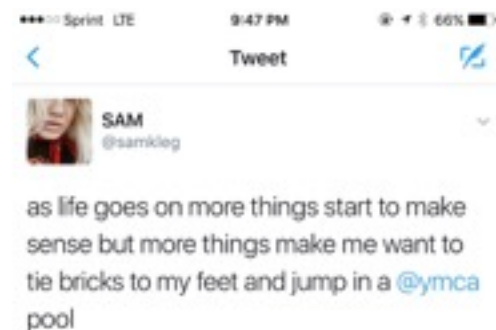 Sprint LTE 9:47 PM 66%
Tweet
SAM
@samkleg
as life goes on more things start to make
sense but more things make me want to
tie bricks to my feet and jump in a @ymca
pool